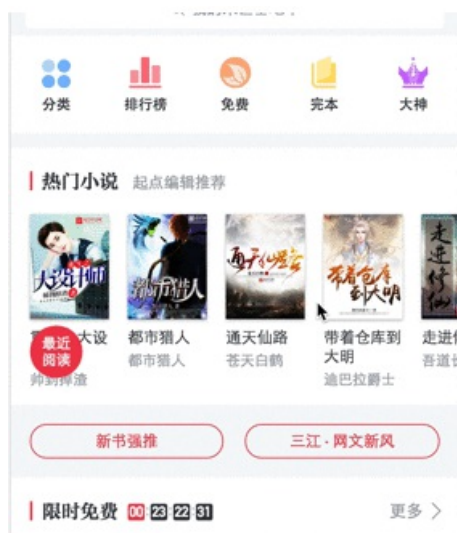 分类 排行榜 免费 完本 大神
热门小说 起点编辑推荐
大设计师
都市猎人
通天仙路
带着仓库到大明
走进修仙
大设
都市猎人
通天仙路
带着仓库到
大明
走进
最近
阅读
帅到掉渣
都市猎人
苍天白鹤
迪巴拉爵士
吾道
新书强推 三江·网文新风
限时免费 00 23 22 31 更多